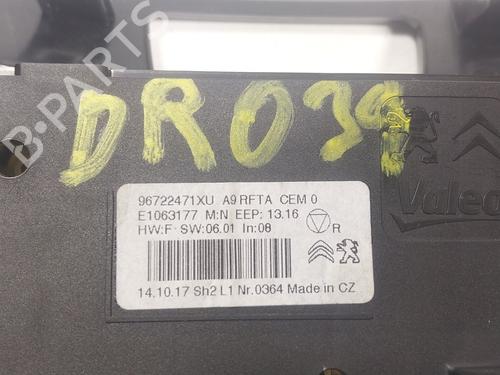 B-PARTS
DR039
96722471XU A9 RFTA CEM 0
E1063177 M:N EEP: 13.16
HW:F SW:06.01 In:08
R
14.10.17 Sh2 L1 Nr.0364 Made in CZ
Valeo